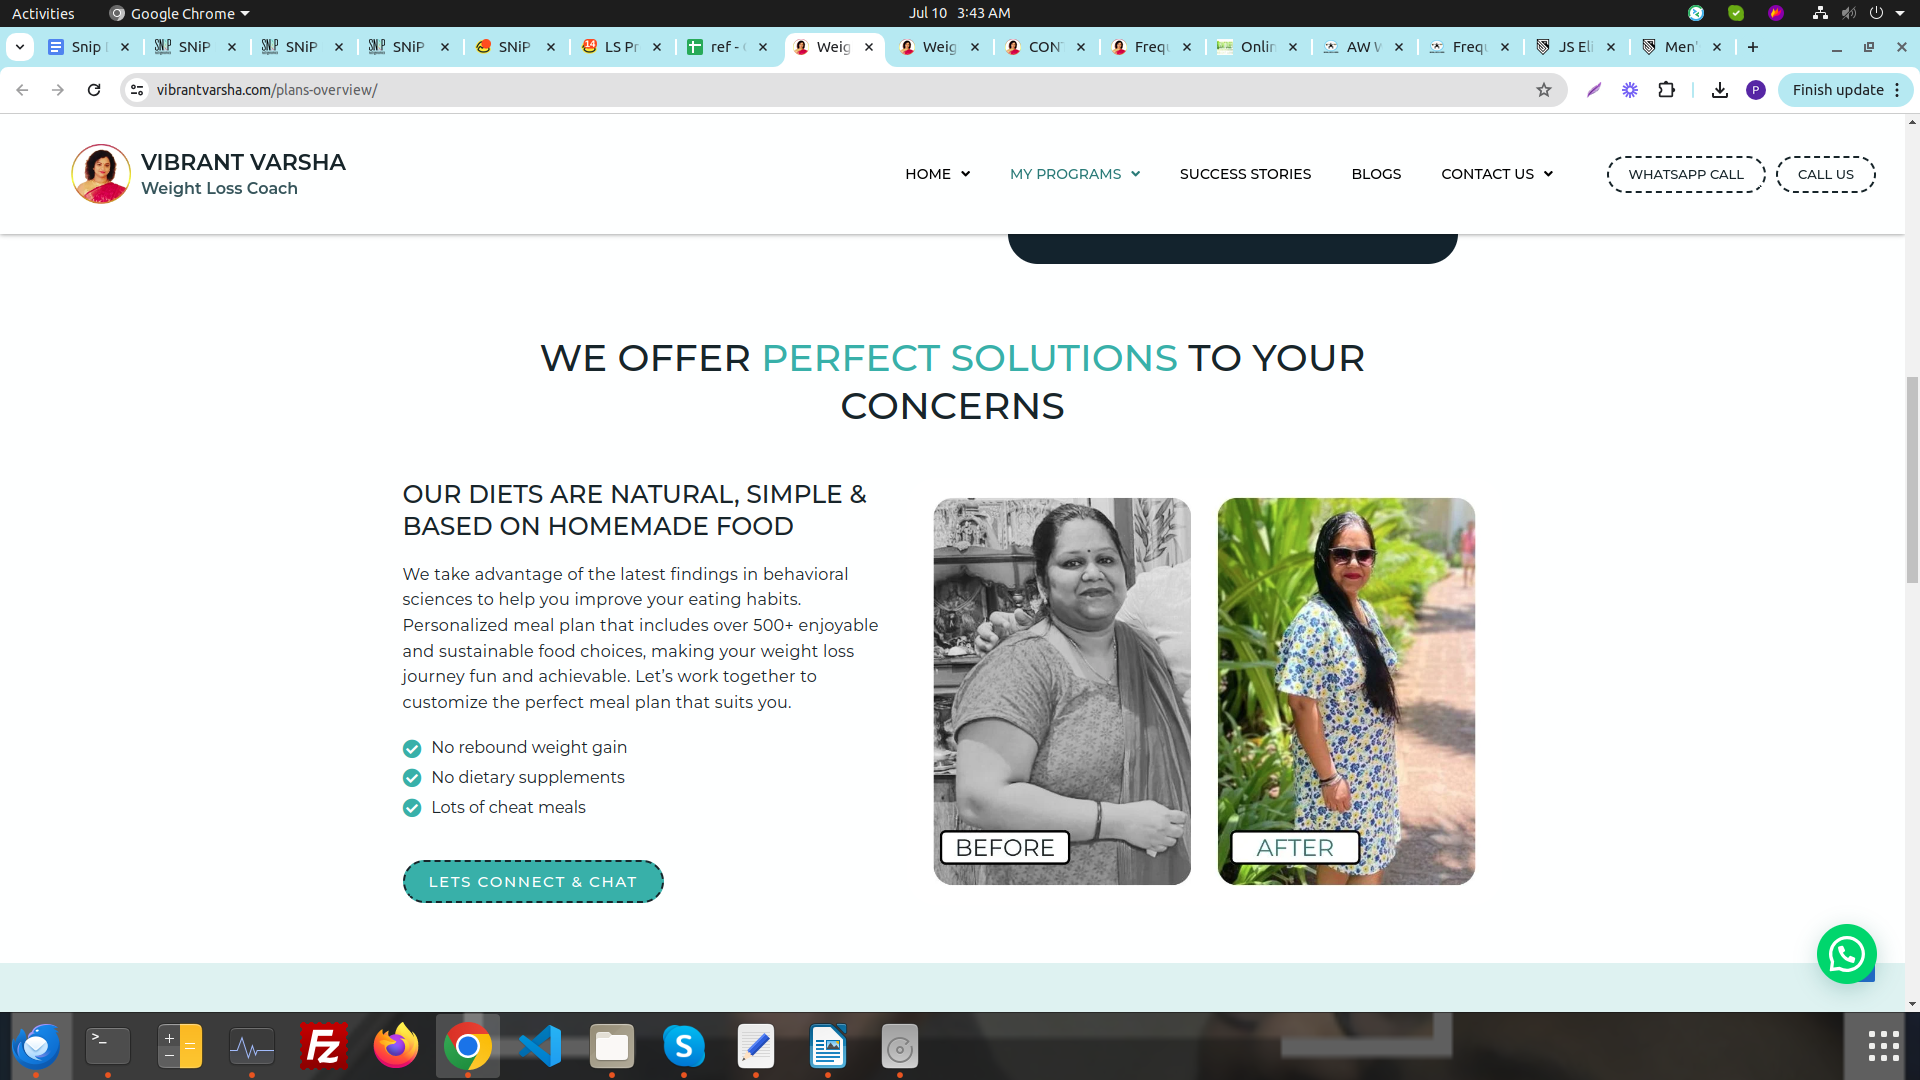 Activities
Google Chrome
Jul 10 3:43 AM
Snip
SNiP
SNiP
SNiP
SNiP
LS Pr
ref -
Weig
Weig
CON
Frequ
Onlin
AW
Frequ
JS Eli
Men'
vibrantvarsha.com/plans-overview/
P
Finish update
VIBRANT VARSHA
Weight Loss Coach
HOME
MY PROGRAMS
SUCCESS STORIES
BLOGS
CONTACT US
WHATSAPP CALL
CALL US
WE OFFER PERFECT SOLUTIONS TO YOUR
CONCERNS
OUR DIETS ARE NATURAL, SIMPLE &
BASED ON HOMEMADE FOOD
We take advantage of the latest findings in behavioral
sciences to help you improve your eating habits.
Personalized meal plan that includes over 500+ enjoyable
and sustainable food choices, making your weight loss
journey fun and achievable. Let’s work together to
customize the perfect meal plan that suits you.
No rebound weight gain
No dietary supplements
Lots of cheat meals
LETS CONNECT & CHAT
BEFORE
AFTER